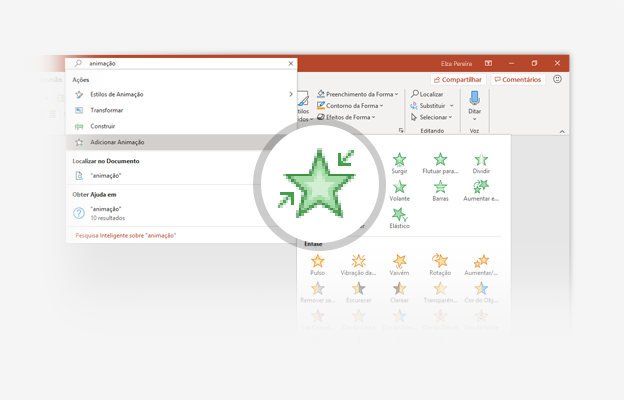 animação
Elza Pereira
Compartilhar
Comentários
Ações
Estilos de Animação
Transformar
Construir
Adicionar Animação
Localizar no Documento
"animação"
Obter Ajuda em
"animação"
10 resultados
Pesquisa Inteligente sobre "animação"
Preenchimento da Forma
Contorno da Forma
Efeitos de Forma
Localizar
Substituir
Selecionar
Editando
Ditar
Voz
Surgir
Flutuar para...
Dividir
Volante
Barras
Aumentar e...
Elástico
Ênfase
Pulso
Vibração da...
Vaivém
Rotação
Aumentar/...
Remover sa...
Escurecer
Clarear
Transparên...
Cor do Obj...